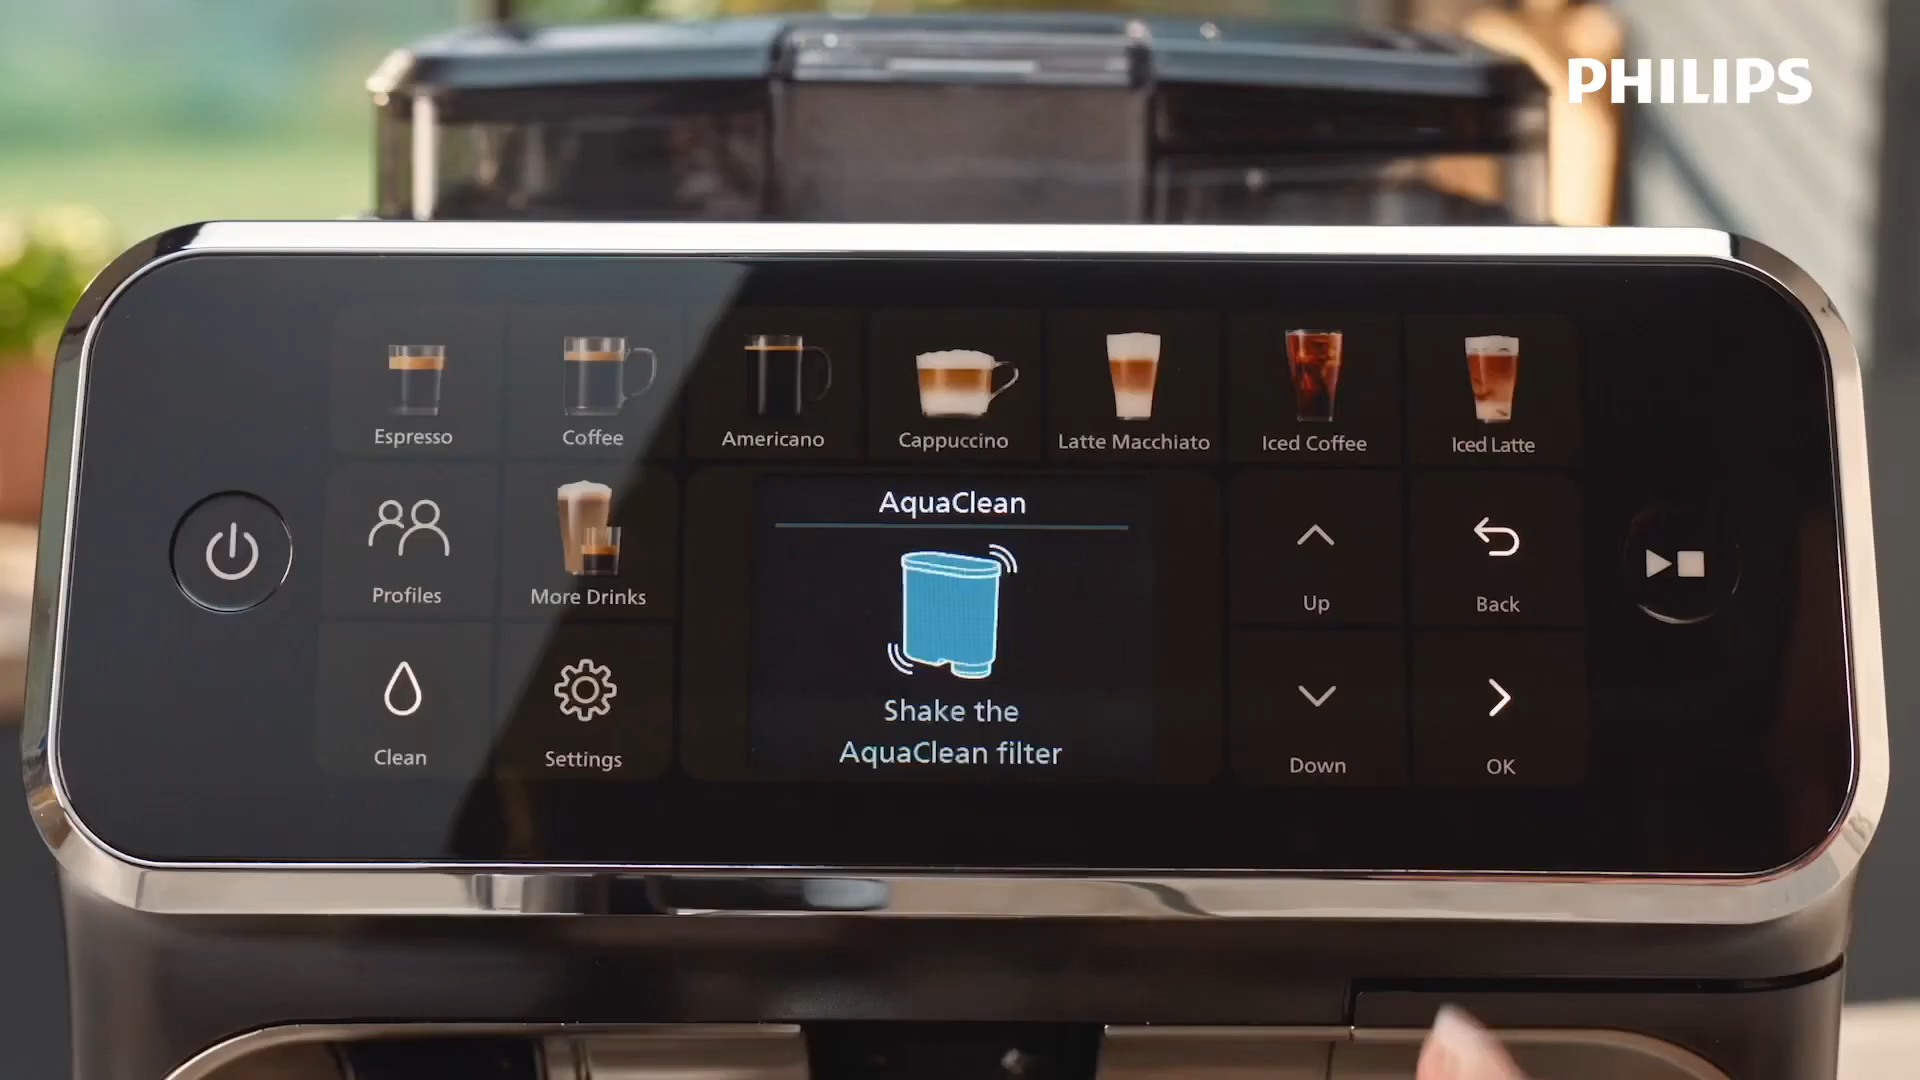 PHILIPS
Espresso
Coffee
Americano
Cappuccino
Latte Macchiato
Iced Coffee
Iced Latte
AquaClean
Profiles
More Drinks
Up
Back
Shake the
AquaClean filter
Clean
Settings
Down
OK